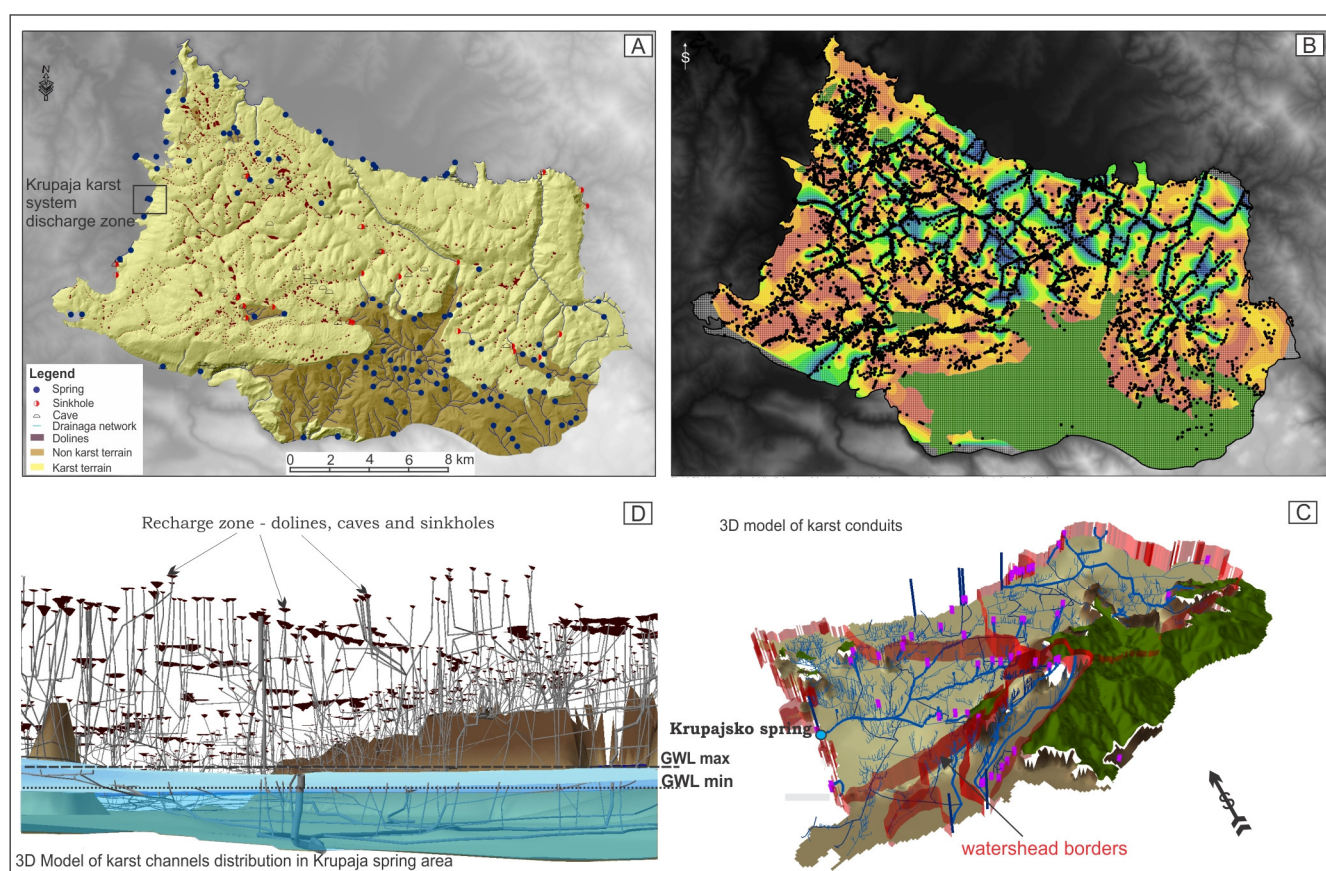 A
N
Krupaja karst
system
discharge zone
Legend
Spring
Sinkhole
Cave
Drainaga network
Dolines
Non karst terrain
Karst terrain
0 2 4 6 8 km
B
S
D
Recharge zone - dolines, caves and sinkholes
GWL max
GWL min
3D Model of karst channels distribution in Krupaja spring area
C
3D model of karst conduits
Krupajsko spring
S
watershead borders